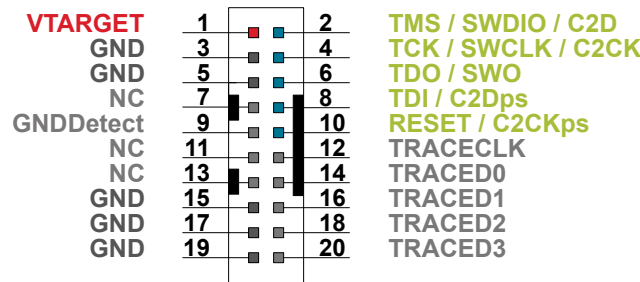 VTARGET 1 2 TMS / SWDIO / C2D
GND 3 4 TCK / SWCLK / C2CK
GND 5 6 TDO / SWO
NC 7 8 TDI / C2Dps
GNDDetect 9 10 RESET / C2CKps
NC 11 12 TRACECLK
NC 13 14 TRACED0
GND 15 16 TRACED1
GND 17 18 TRACED2
GND 19 20 TRACED3